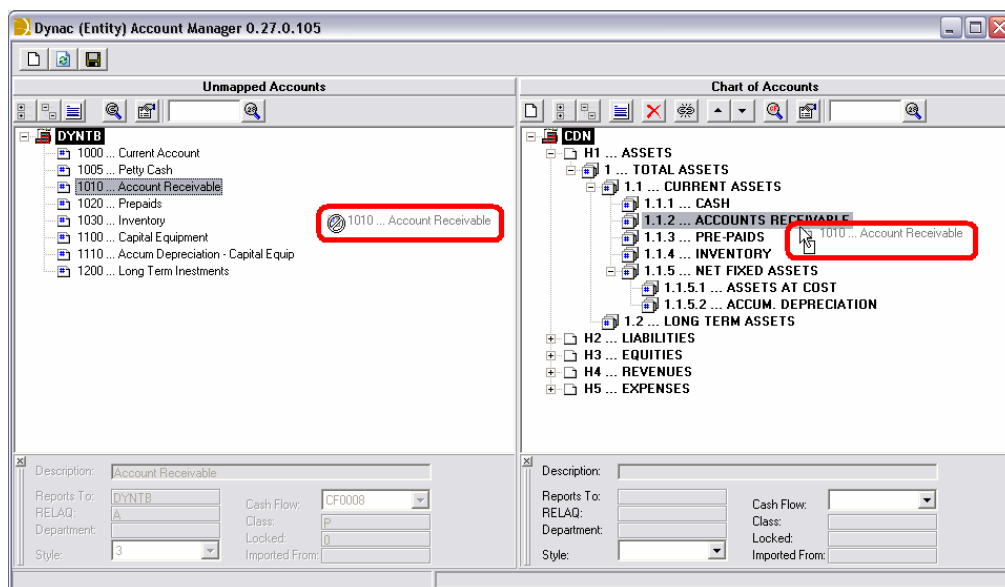 Dynac (Entity) Account Manager 0.27.0.105
Unmapped Accounts
DYNTB
1000 ... Current Account
1005 ... Petty Cash
1010 ... Account Receivable
1020 ... Prepaids
1030 ... Inventory
1010 ... Account Receivable
1100 ... Capital Equipment
1110 ... Accum Depreciation - Capital Equip
1200 ... Long Term Inestments
Description: Account Receivable
Reports To: DYNTB
RELAQ: A
Department:
Style: 3
Cash Flow: CF0008
Class: P
Locked: 0
Imported From:
Chart of Accounts
CDN
H1 ... ASSETS
1 ... TOTAL ASSETS
1.1 ... CURRENT ASSETS
1.1.1 ... CASH
1.1.2 ... ACCOUNTS RECEIVABLE
1010 ... Account Receivable
1.1.3 ... PRE-PAIDS
1.1.4 ... INVENTORY
1.1.5 ... NET FIXED ASSETS
1.1.5.1 ... ASSETS AT COST
1.1.5.2 ... ACCUM. DEPRECIATION
1.2 ... LONG TERM ASSETS
H2 ... LIABILITIES
H3 ... EQUITIES
H4 ... REVENUES
H5 ... EXPENSES
Description:
Reports To:
RELAQ:
Department:
Style:
Cash Flow:
Class:
Locked:
Imported From: